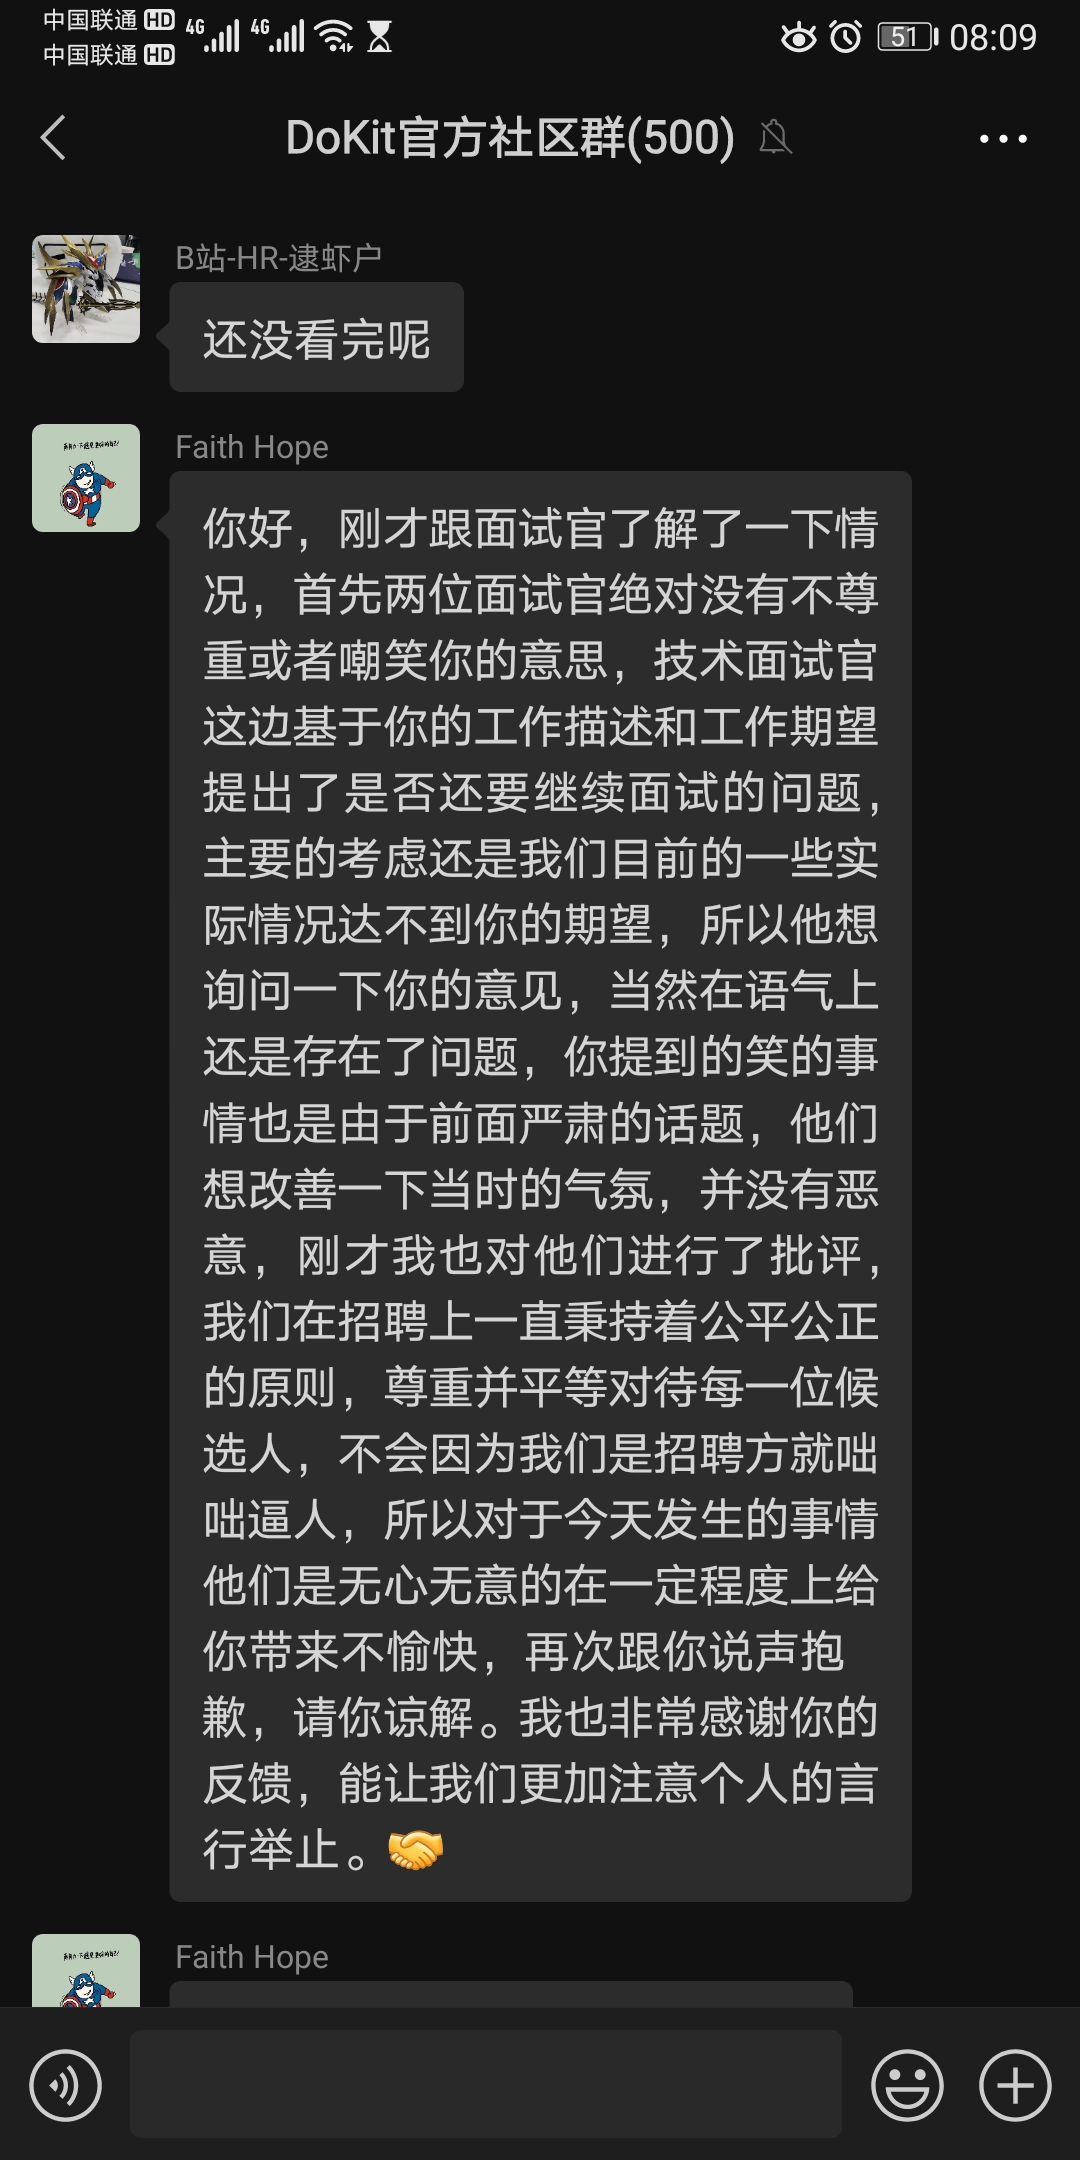 中国联通 HD 4G 4G 51 08:09
中国联通 HD
DoKit官方社区群(500)
B站-HR-逮虾户
还没看完呢
Faith Hope
你好，刚才跟面试官了解了一下情
况，首先两位面试官绝对没有不尊
重或者嘲笑你的意思，技术面试官
这边基于你的工作描述和工作期望
提出了是否还要继续面试的问题，
主要的考虑还是我们目前的一些实
际情况达不到你的期望，所以他想
询问一下你的意见，当然在语气上
还是存在了问题，你提到的笑的事
情也是由于前面严肃的话题，他们
想改善一下当时的气氛，并没有恶
意，刚才我也对他们进行了批评，
我们在招聘上一直秉持着公平公正
的原则，尊重并平等对待每一位候
选人，不会因为我们是招聘方就咄
咄逼人，所以对于今天发生的事情
他们是无心无意的在一定程度上给
你带来不愉快，再次跟你说声抱
歉，请你谅解。我也非常感谢你的
反馈，能让我们更加注意个人的言
行举止。🤝
Faith Hope